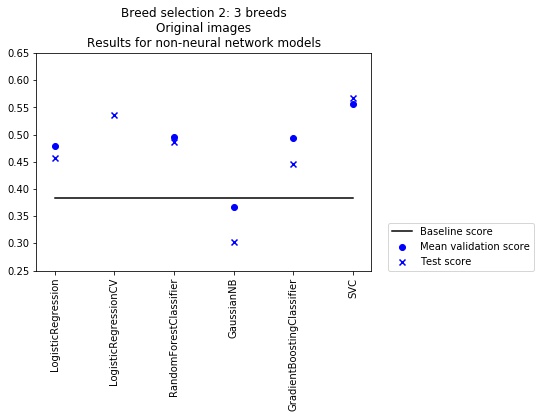 Breed selection 2: 3 breeds
Original images
Results for non-neural network models
0.65
0.60
0.55
0.50
0.45
0.40
0.35
0.30
0.25
LogisticRegression
LogisticRegressionCV
RandomForestClassifier
GaussianNB
GradientBoostingClassifier
SVC
Baseline score
Mean validation score
Test score